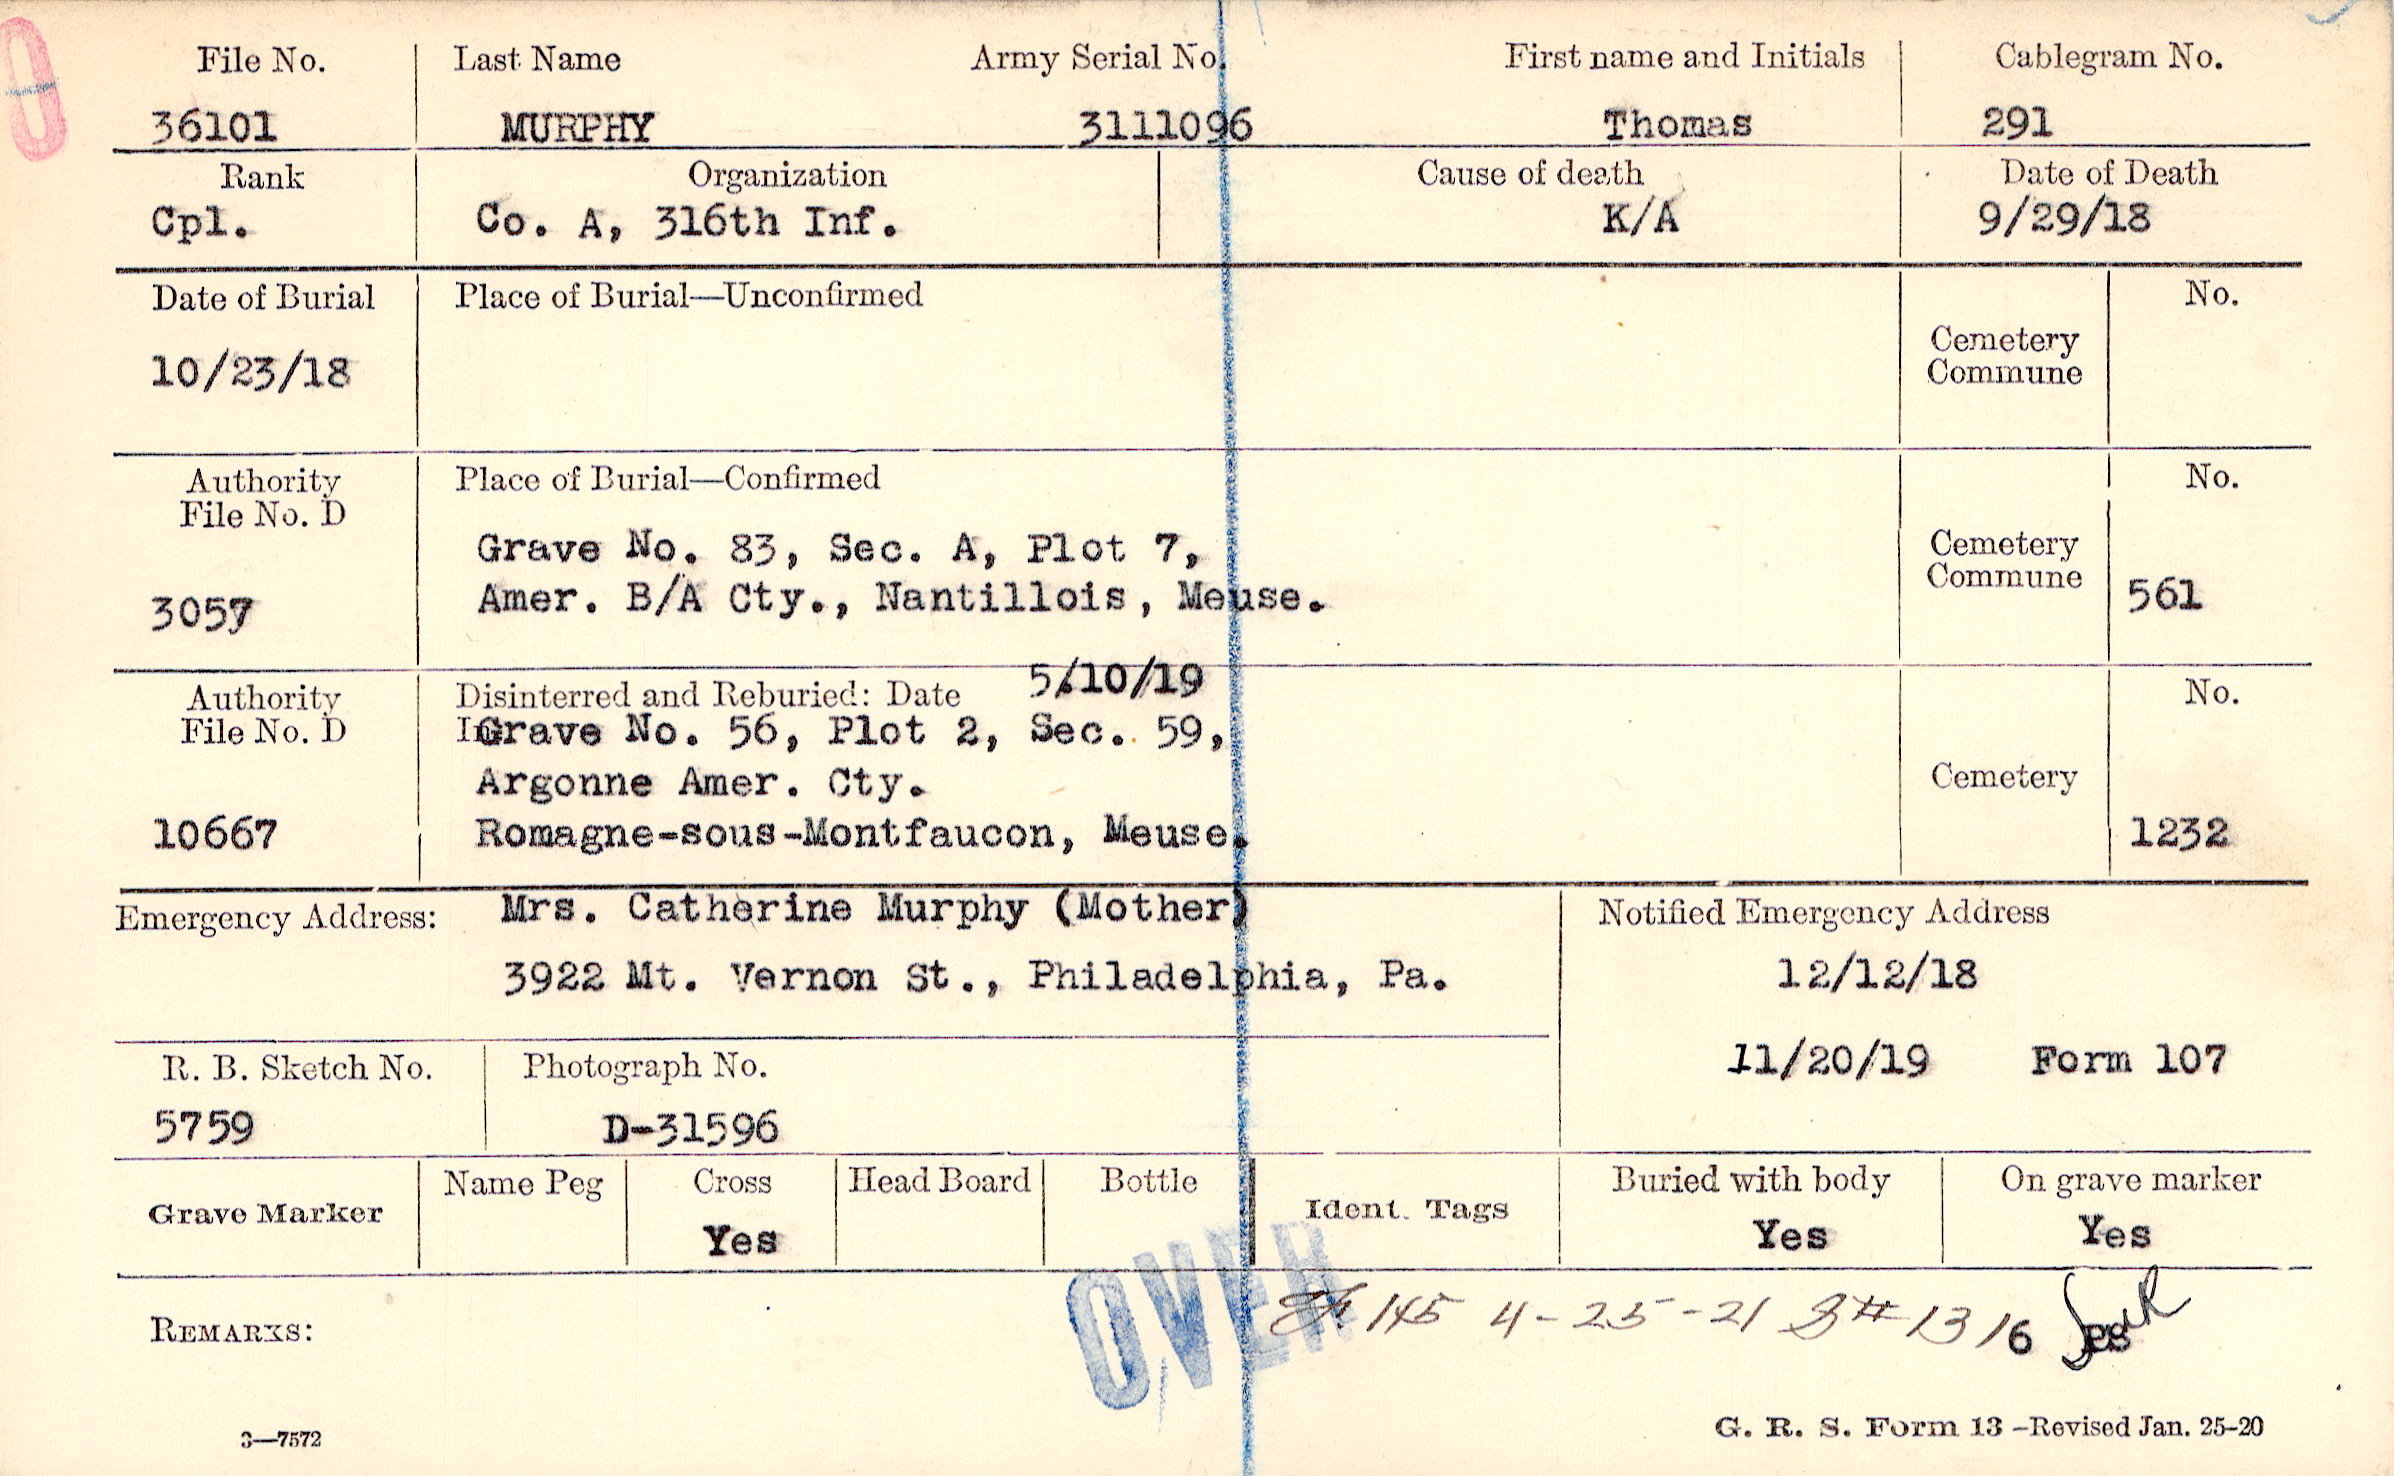 File No. Last Name Army Serial No. First name and Initials Cablegram No.
36101 MURPHY 3111096 Thomas 291
Rank Organization Cause of death Date of Death
Cpl. Co. A, 316th Inf. K/A 9/29/18
Date of Burial Place of Burial—Unconfirmed No.
Cemetery
Commune
10/23/18
Authority Place of Burial—Confirmed No.
File No. D
Grave No. 83, Sec. A, Plot 7, Cemetery
Commune
3057 Amer. B/A Cty., Nantillois, Meuse. 561
Authority Disinterred and Reburied: Date 5/10/19 No.
File No. D In Grave No. 56, Plot 2, Sec. 59,
Argonne Amer. Cty. Cemetery
10667 Romagne-sous-Montfaucon, Meuse. 1232
Emergency Address: Mrs. Catherine Murphy (Mother) Notified Emergency Address
3922 Mt. Vernon St., Philadelphia, Pa. 12/12/18
R. B. Sketch No. Photograph No. 11/20/19 Form 107
5759 D-31596
Grave Marker Name Peg Cross Head Board Bottle Ident. Tags Buried with body On grave marker
Yes Yes Yes
OVER
REMARKS: 145 4-25-21 # 1316
3—7572 G. R. S. Form 13 –Revised Jan. 25–20